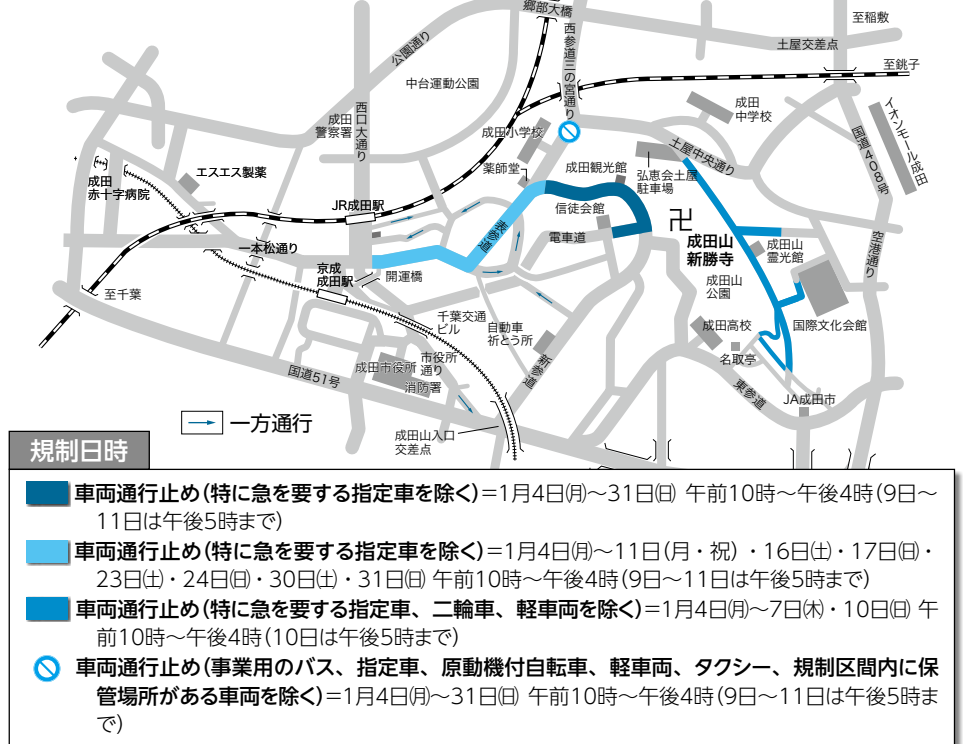 郷部大橋
至稲敷
土屋交差点
公園通り
西参道三の宮通り
至銚子
中台運動公園
西口大通り
成田
警察署
成田小学校
成田
中学校
イオンモール成田
国道408号
土屋中央通り
薬師堂
成田観光館
弘恵会土屋
駐車場
成田
赤十字病院
エスエス製薬
JR成田駅
信徒会館
表参道
電車道
卍
成田山
新勝寺
成田山
霊光館
空港通り
一本松通り
京成
成田駅
開運橋
成田山
公園
至千葉
千葉交通
ビル
自動車
祈とう所
成田高校
国際文化会館
新参道
名取亭
国道51号
成田市役所
市役所
通り
消防署
東参道
JA成田市
一方通行
成田山入口
交差点
規制日時
車両通行止め(特に急を要する指定車を除く)=1月4日㈪〜31日㈰ 午前10時〜午後4時(9日〜
11日は午後5時まで)
車両通行止め(特に急を要する指定車を除く)=1月4日㈪〜11日(月・祝)・16日㈯・17日㈰・
23日㈯・24日㈰・30日㈯・31日㈰ 午前10時〜午後4時(9日〜11日は午後5時まで)
車両通行止め(特に急を要する指定車、二輪車、軽車両を除く)=1月4日㈪〜7日㈭・10日㈰ 午
前10時〜午後4時(10日は午後5時まで)
車両通行止め(事業用のバス、指定車、原動機付自転車、軽車両、タクシー、規制区間内に保
管場所がある車両を除く)=1月4日㈪〜31日㈰ 午前10時〜午後4時(9日〜11日は午後5時ま
で)